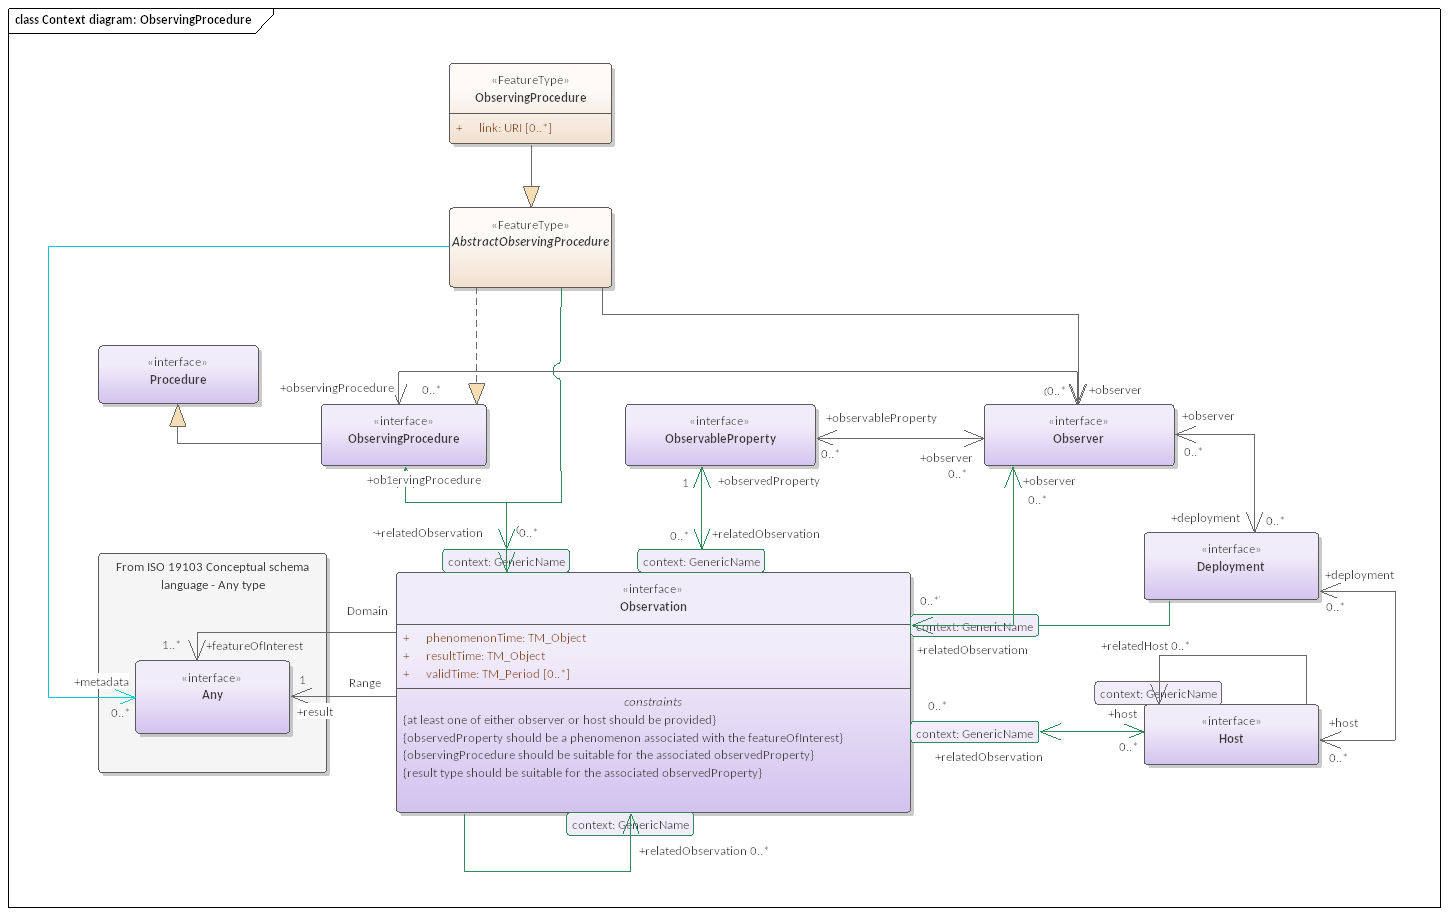 class Context diagram: ObservingProcedure
«FeatureType»
ObservingProcedure
+ link: URI [0..*]
«FeatureType»
AbstractObservingProcedure
«interface»
Procedure
+observingProcedure
0..*
«interface»
ObservingProcedure
«interface»
ObservableProperty
+observableProperty
0..*
+observer
0..*
0..*
+observer
«interface»
Observer
+observer
0..*
1
+observedProperty
+observer
0..*
+deployment
0..*
+relatedObservation
0..*
0..*
+relatedObservation
context: GenericName
context: GenericName
«interface»
Deployment
+deployment
0..*
From ISO 19103 Conceptual schema
language - Any type
«interface»
Observation
Domain
0..*
context: GenericName
+relatedObservation
+ phenomenonTime: TM_Object
+ resultTime: TM_Object
+ validTime: TM_Period [0..*]
1..*
+featureOfInterest
+relatedHost 0..*
context: GenericName
«interface»
Any
+metadata
0..*
Range
1
+result
constraints
{at least one of either observer or host should be provided}
{observedProperty should be a phenomenon associated with the featureOfInterest}
{observingProcedure should be suitable for the associated observedProperty}
{result type should be suitable for the associated observedProperty}
0..*
context: GenericName
+relatedObservation
+host
0..*
«interface»
Host
+host
0..*
context: GenericName
+relatedObservation 0..*